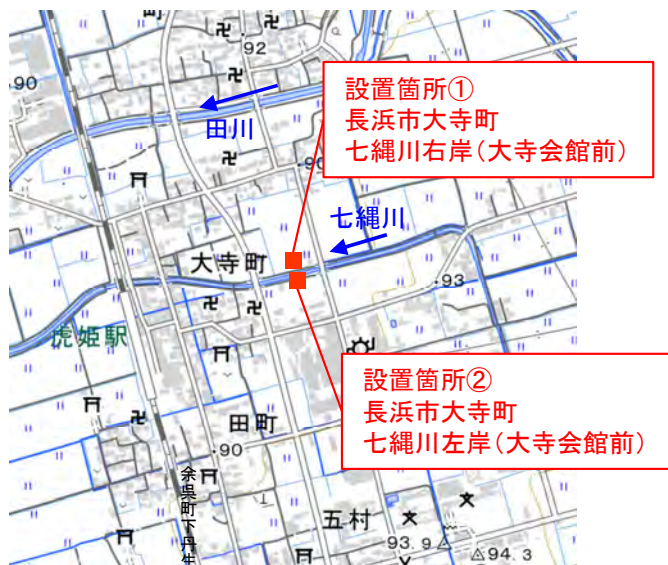 町
92
90
田川
設置箇所①
長浜市大寺町
七縄川右岸(大寺会館前)
90
七縄川
大寺町
93
虎姫駅
設置箇所②
長浜市大寺町
七縄川左岸(大寺会館前)
田町
90
余呉町下丹生
五村
93.9
94.3